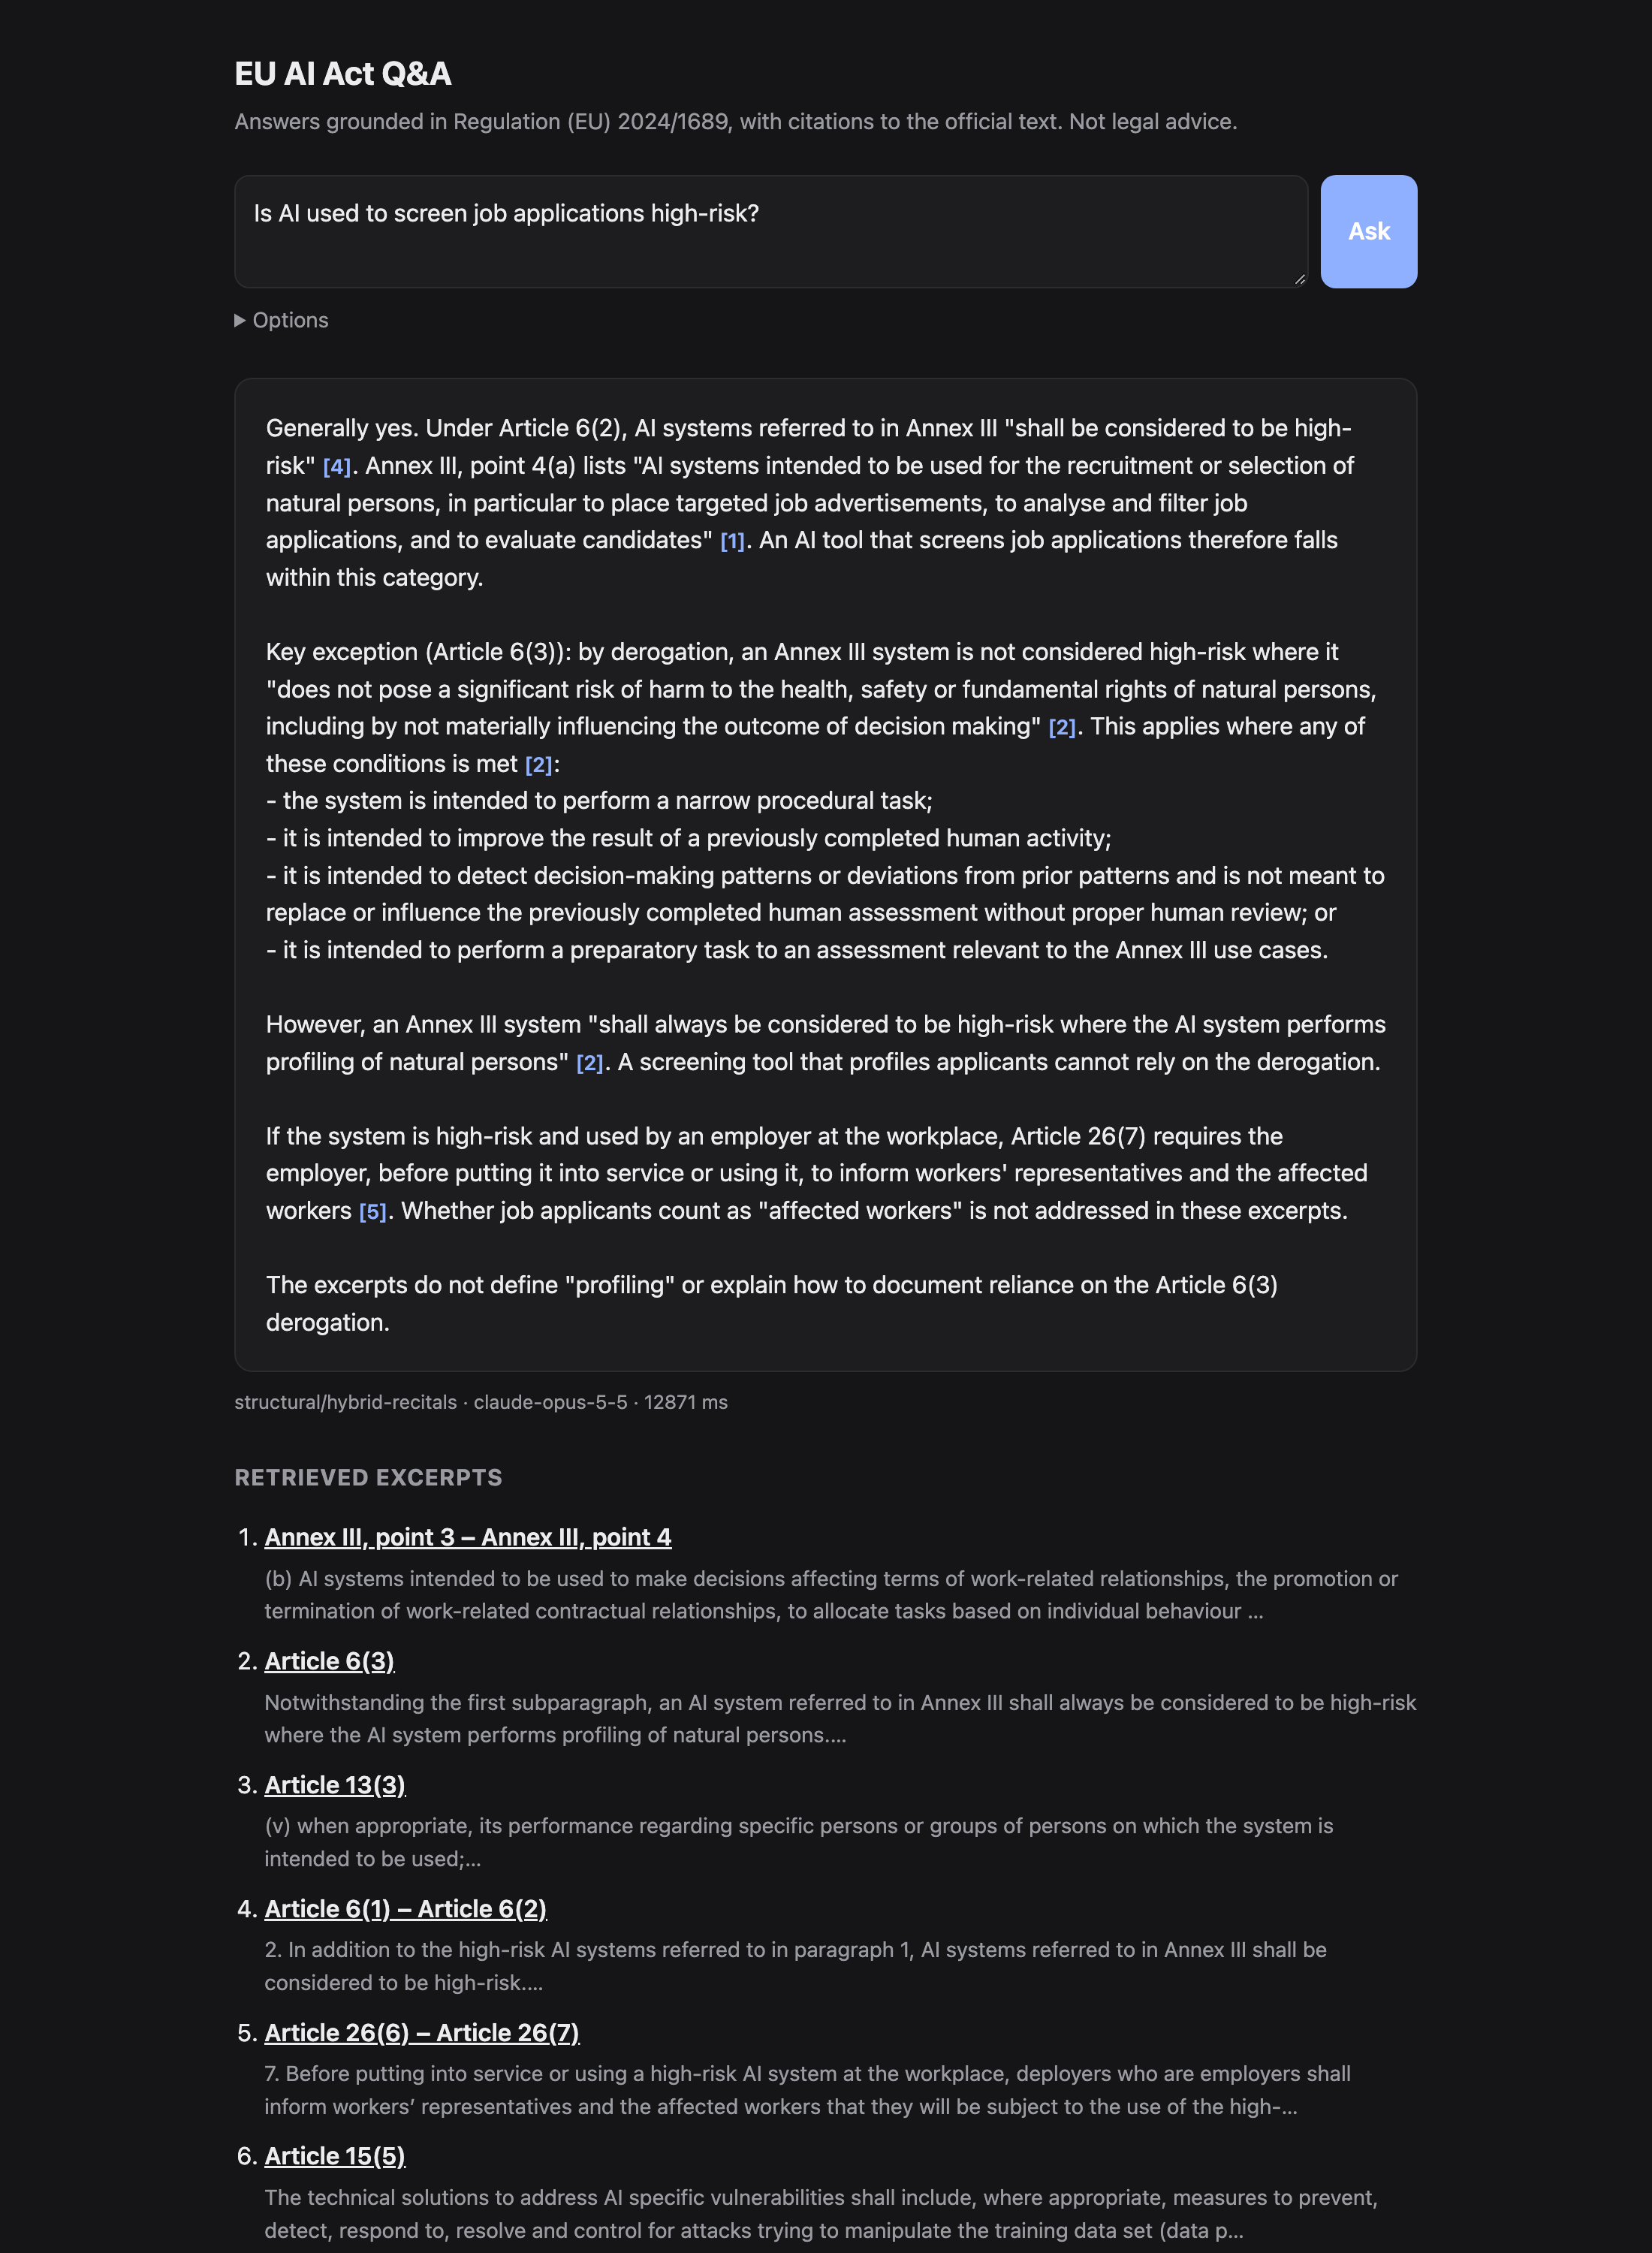 EU AI Act Q&A
Answers grounded in Regulation (EU) 2024/1689, with citations to the official text. Not legal advice.
Is AI used to screen job applications high-risk?
Ask
▶ Options
Generally yes. Under Article 6(2), AI systems referred to in Annex III "shall be considered to be high-
risk" [4]. Annex III, point 4(a) lists "AI systems intended to be used for the recruitment or selection of
natural persons, in particular to place targeted job advertisements, to analyse and filter job
applications, and to evaluate candidates" [1]. An AI tool that screens job applications therefore falls
within this category.
Key exception (Article 6(3)): by derogation, an Annex III system is not considered high-risk where it
"does not pose a significant risk of harm to the health, safety or fundamental rights of natural persons,
including by not materially influencing the outcome of decision making" [2]. This applies where any of
these conditions is met [2]:
- the system is intended to perform a narrow procedural task;
- it is intended to improve the result of a previously completed human activity;
- it is intended to detect decision-making patterns or deviations from prior patterns and is not meant to
replace or influence the previously completed human assessment without proper human review; or
- it is intended to perform a preparatory task to an assessment relevant to the Annex III use cases.
However, an Annex III system "shall always be considered to be high-risk where the AI system performs
profiling of natural persons" [2]. A screening tool that profiles applicants cannot rely on the derogation.
If the system is high-risk and used by an employer at the workplace, Article 26(7) requires the
employer, before putting it into service or using it, to inform workers' representatives and the affected
workers [5]. Whether job applicants count as "affected workers" is not addressed in these excerpts.
The excerpts do not define "profiling" or explain how to document reliance on the Article 6(3)
derogation.
structural/hybrid-recitals · claude-opus-5-5 · 12871 ms
RETRIEVED EXCERPTS
1. Annex III, point 3 – Annex III, point 4
(b) AI systems intended to be used to make decisions affecting terms of work-related relationships, the promotion or
termination of work-related contractual relationships, to allocate tasks based on individual behaviour ...
2. Article 6(3)
Notwithstanding the first subparagraph, an AI system referred to in Annex III shall always be considered to be high-risk
where the AI system performs profiling of natural persons....
3. Article 13(3)
(v) when appropriate, its performance regarding specific persons or groups of persons on which the system is
intended to be used;...
4. Article 6(1) – Article 6(2)
2. In addition to the high-risk AI systems referred to in paragraph 1, AI systems referred to in Annex III shall be
considered to be high-risk....
5. Article 26(6) – Article 26(7)
7. Before putting into service or using a high-risk AI system at the workplace, deployers who are employers shall
inform workers’ representatives and the affected workers that they will be subject to the use of the high-...
6. Article 15(5)
The technical solutions to address AI specific vulnerabilities shall include, where appropriate, measures to prevent,
detect, respond to, resolve and control for attacks trying to manipulate the training data set (data p...